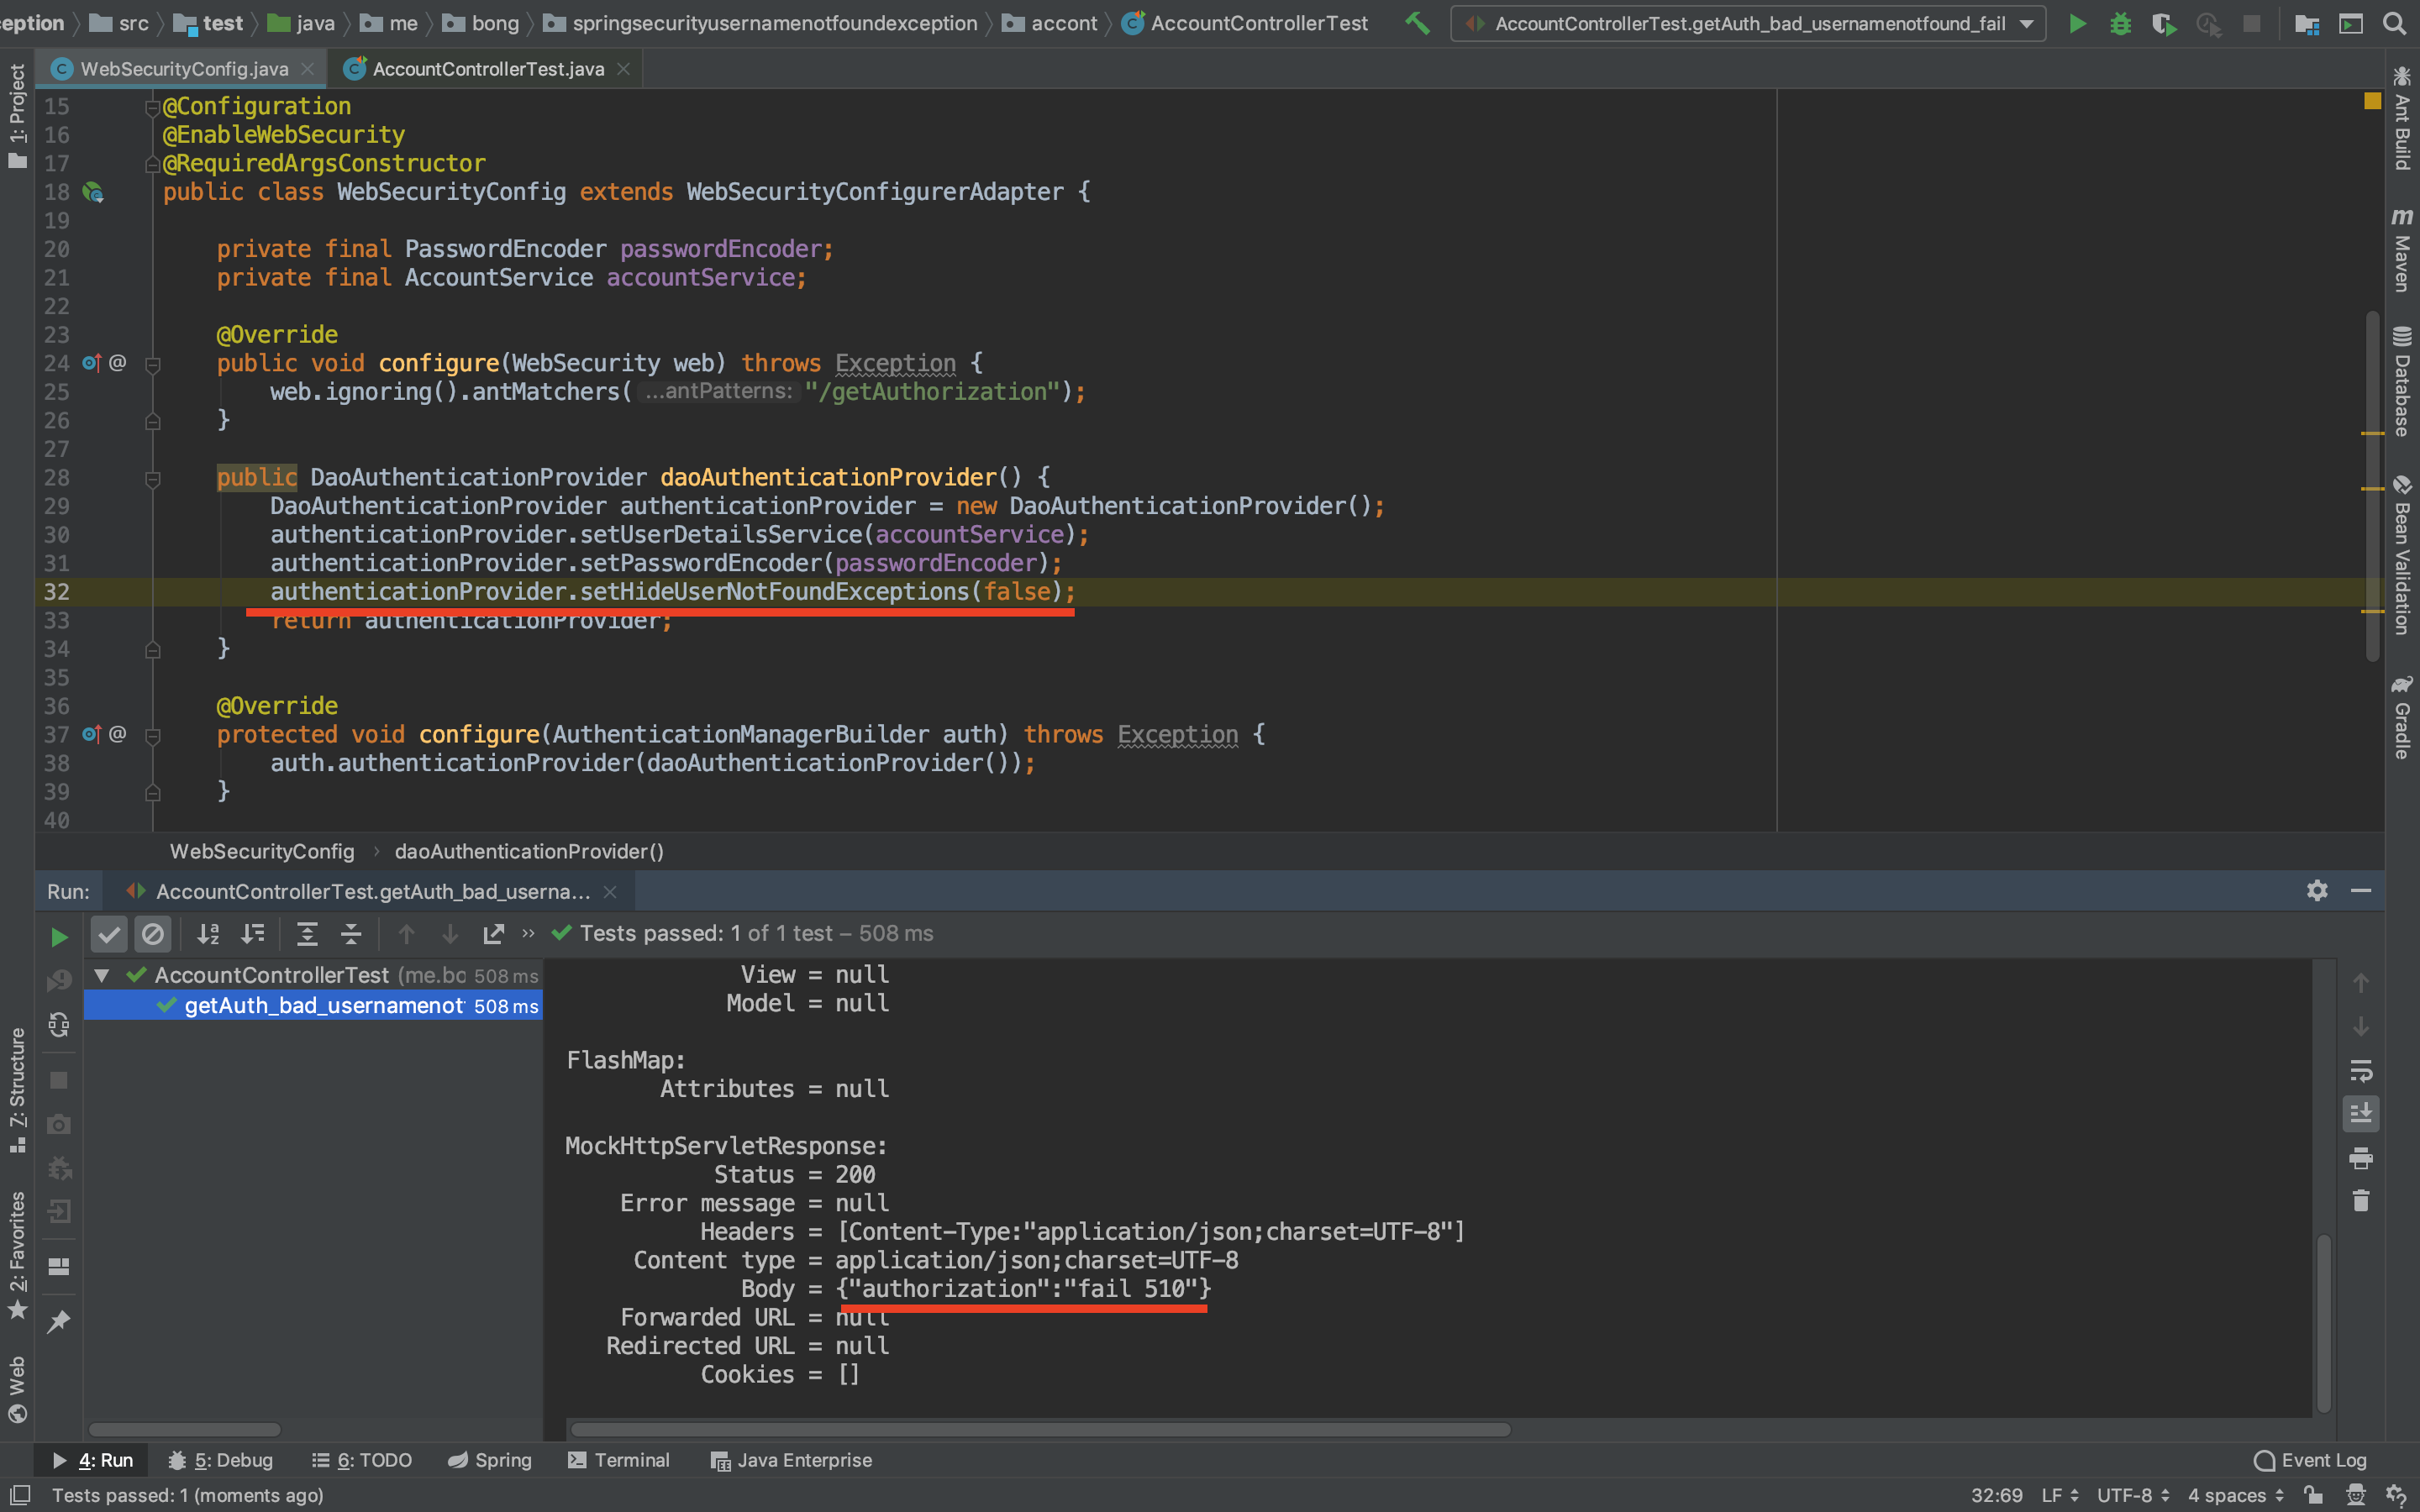 ception src test java me bong springsecurityusernamenotfoundexception accont AccountControllerTest AccountControllerTest.getAuth_bad_usernamenotfound_fail
WebSecurityConfig.java AccountControllerTest.java
1: Project
15 @Configuration
16 @EnableWebSecurity
17 @RequiredArgsConstructor
18 public class WebSecurityConfig extends WebSecurityConfigurerAdapter {
19
20 private final PasswordEncoder passwordEncoder;
21 private final AccountService accountService;
22
23 @Override
24 @ public void configure(WebSecurity web) throws Exception {
25 web.ignoring().antMatchers( ...antPatterns: "/getAuthorization");
26 }
27
28 public DaoAuthenticationProvider daoAuthenticationProvider() {
29 DaoAuthenticationProvider authenticationProvider = new DaoAuthenticationProvider();
30 authenticationProvider.setUserDetailsService(accountService);
31 authenticationProvider.setPasswordEncoder(passwordEncoder);
32 authenticationProvider.setHideUserNotFoundExceptions(false);
33 return authenticationProvider;
34 }
35
36 @Override
37 @ protected void configure(AuthenticationManagerBuilder auth) throws Exception {
38 auth.authenticationProvider(daoAuthenticationProvider());
39 }
40
Ant Build
m Maven
Database
Bean Validation
Gradle
WebSecurityConfig › daoAuthenticationProvider()
Run: AccountControllerTest.getAuth_bad_userna...
» Tests passed: 1 of 1 test – 508 ms
AccountControllerTest (me.bo 508 ms
getAuth_bad_usernamenot 508 ms
View = null
Model = null
FlashMap:
Attributes = null
MockHttpServletResponse:
Status = 200
Error message = null
Headers = [Content-Type:"application/json;charset=UTF-8"]
Content type = application/json;charset=UTF-8
Body = {"authorization":"fail 510"}
Forwarded URL = null
Redirected URL = null
Cookies = []
Z: Structure
2: Favorites
Web
4: Run 5: Debug 6: TODO Spring Terminal Java Enterprise Event Log
Tests passed: 1 (moments ago) 32:69 LF UTF-8 4 spaces